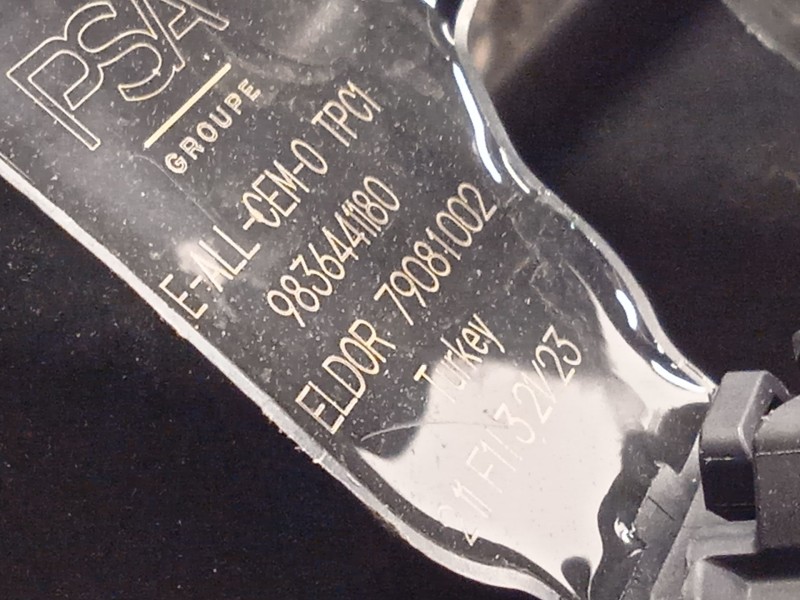 PSA
GROUPE
E-ALL-CEM-0 TPC1
9836441180
ELDOR 79081002
Turkey